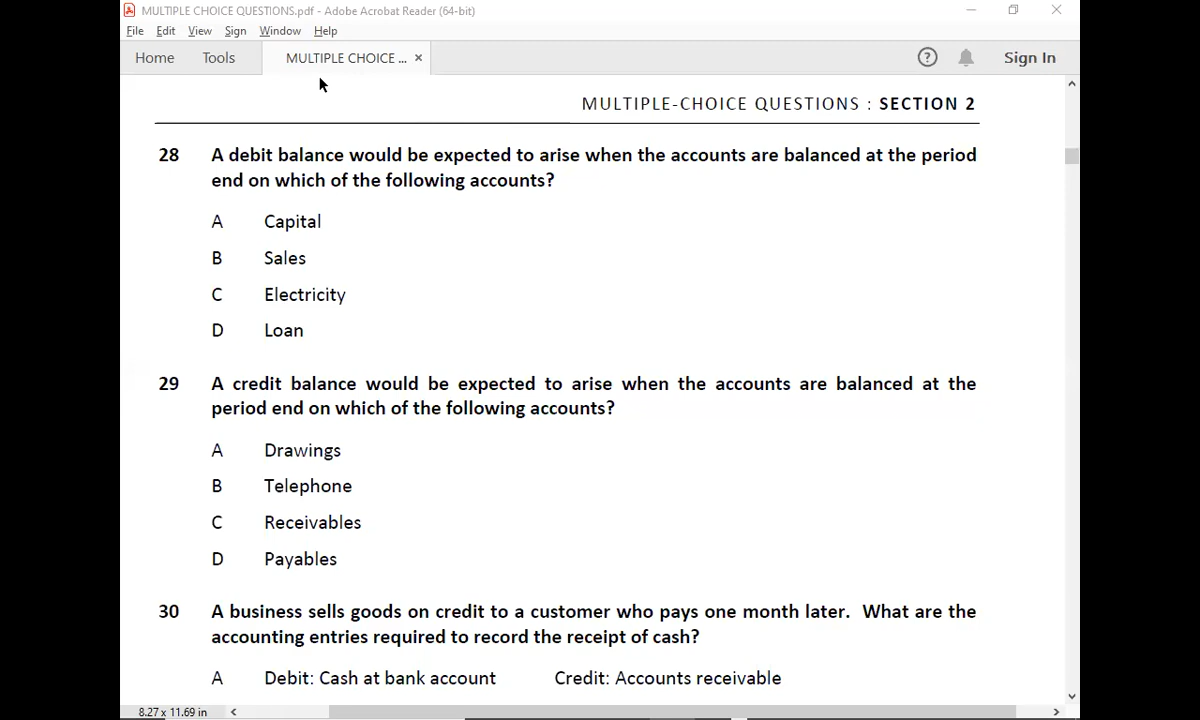 MULTIPLE CHOICE QUESTIONS.pdf - Adobe Acrobat Reader (64-bit)
File Edit View Sign Window Help
Home Tools MULTIPLE CHOICE ... × ? Sign In
MULTIPLE-CHOICE QUESTIONS : SECTION 2
28 A debit balance would be expected to arise when the accounts are balanced at the period
end on which of the following accounts?
A Capital
B Sales
C Electricity
D Loan
29 A credit balance would be expected to arise when the accounts are balanced at the
period end on which of the following accounts?
A Drawings
B Telephone
C Receivables
D Payables
30 A business sells goods on credit to a customer who pays one month later. What are the
accounting entries required to record the receipt of cash?
A Debit: Cash at bank account Credit: Accounts receivable
8.27 x 11.69 in